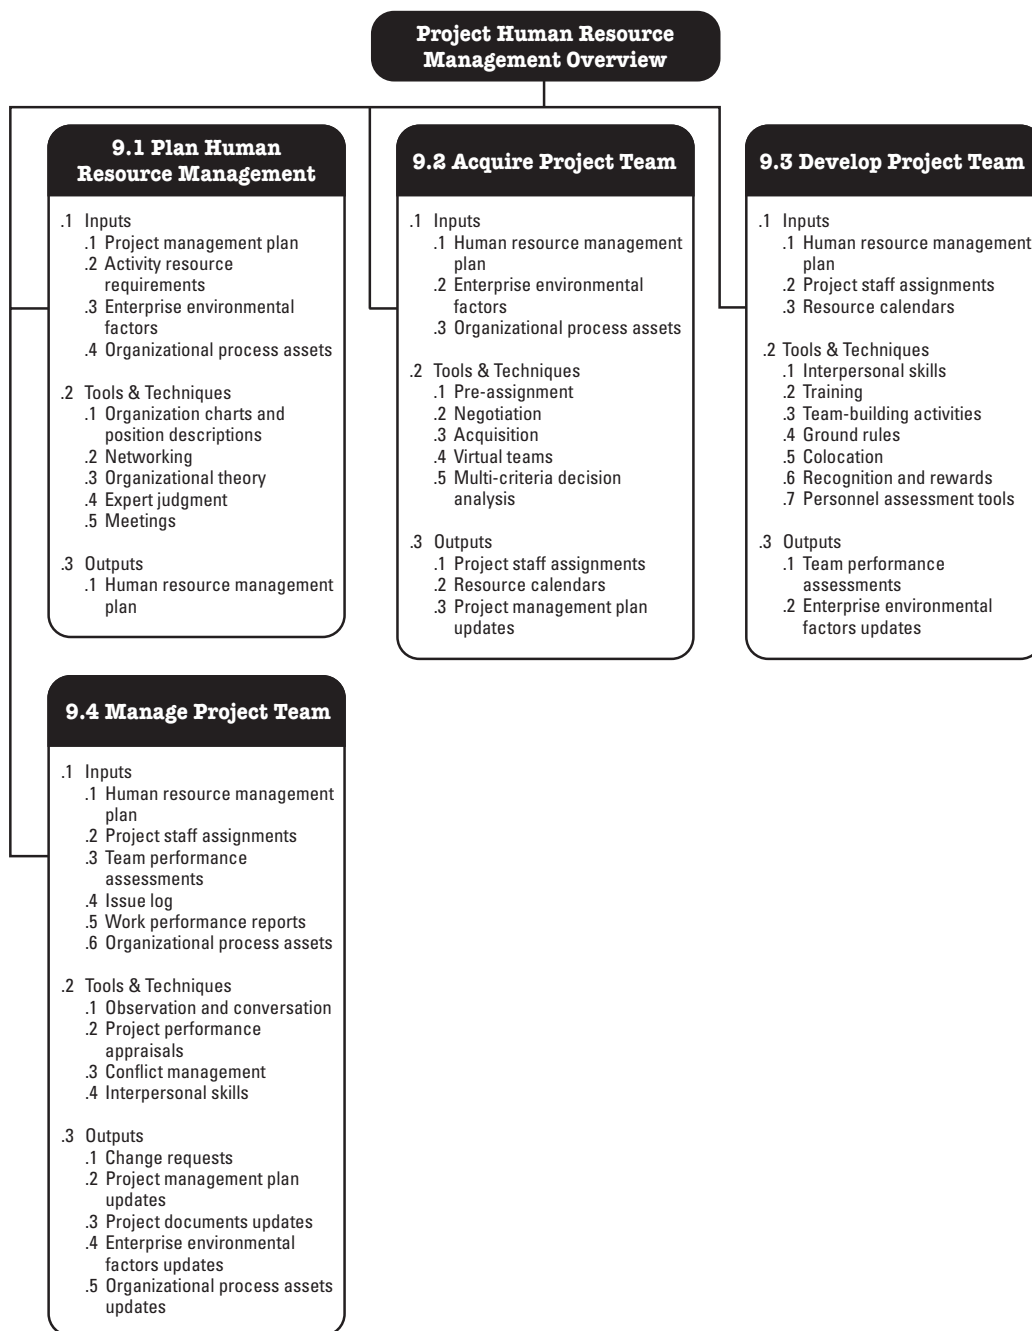 Project Human Resource
Management Overview
9.1 Plan Human
Resource Management
.1 Inputs
.1 Project management plan
.2 Activity resource
requirements
.3 Enterprise environmental
factors
.4 Organizational process assets
.2 Tools & Techniques
.1 Organization charts and
position descriptions
.2 Networking
.3 Organizational theory
.4 Expert judgment
.5 Meetings
.3 Outputs
.1 Human resource management
plan
9.2 Acquire Project Team
.1 Inputs
.1 Human resource management
plan
.2 Enterprise environmental
factors
.3 Organizational process assets
.2 Tools & Techniques
.1 Pre-assignment
.2 Negotiation
.3 Acquisition
.4 Virtual teams
.5 Multi-criteria decision
analysis
.3 Outputs
.1 Project staff assignments
.2 Resource calendars
.3 Project management plan
updates
9.3 Develop Project Team
.1 Inputs
.1 Human resource management
plan
.2 Project staff assignments
.3 Resource calendars
.2 Tools & Techniques
.1 Interpersonal skills
.2 Training
.3 Team-building activities
.4 Ground rules
.5 Colocation
.6 Recognition and rewards
.7 Personnel assessment tools
.3 Outputs
.1 Team performance
assessments
.2 Enterprise environmental
factors updates
9.4 Manage Project Team
.1 Inputs
.1 Human resource management
plan
.2 Project staff assignments
.3 Team performance
assessments
.4 Issue log
.5 Work performance reports
.6 Organizational process assets
.2 Tools & Techniques
.1 Observation and conversation
.2 Project performance
appraisals
.3 Conflict management
.4 Interpersonal skills
.3 Outputs
.1 Change requests
.2 Project management plan
updates
.3 Project documents updates
.4 Enterprise environmental
factors updates
.5 Organizational process assets
updates